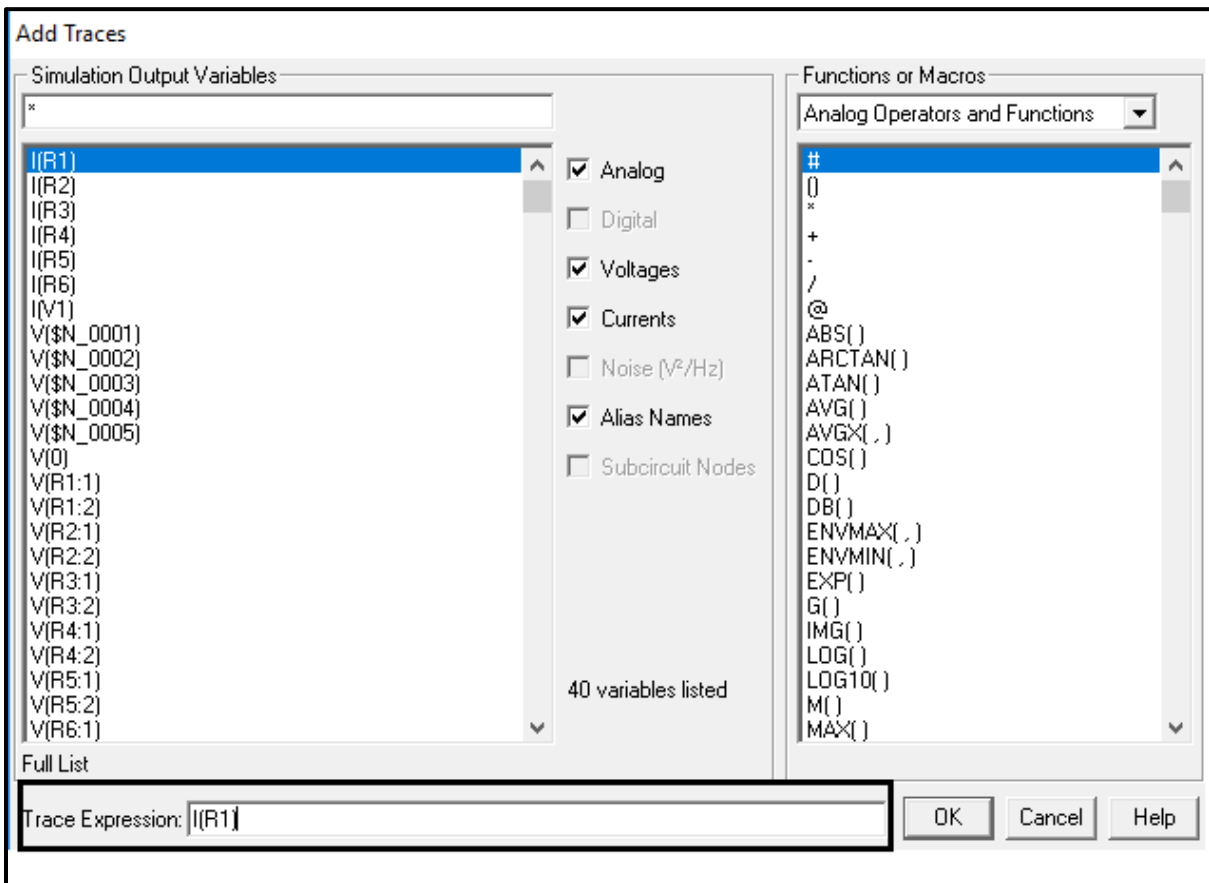 Add Traces
Simulation Output Variables
*
I(R1)
I(R2)
I(R3)
I(R4)
I(R5)
I(R6)
I(V1)
V($N_0001)
V($N_0002)
V($N_0003)
V($N_0004)
V($N_0005)
V(0)
V(R1:1)
V(R1:2)
V(R2:1)
V(R2:2)
V(R3:1)
V(R3:2)
V(R4:1)
V(R4:2)
V(R5:1)
V(R5:2)
V(R6:1)
Full List
Analog
Digital
Voltages
Currents
Noise (V²/Hz)
Alias Names
Subcircuit Nodes
40 variables listed
Functions or Macros
Analog Operators and Functions
#
()
*
+
-
/
@
ABS( )
ARCTAN( )
ATAN( )
AVG( )
AVGX( , )
COS( )
D( )
DB( )
ENVMAX( , )
ENVMIN( , )
EXP( )
G( )
IMG( )
LOG( )
LOG10( )
M( )
MAX( )
Trace Expression: I(R1)
OK Cancel Help